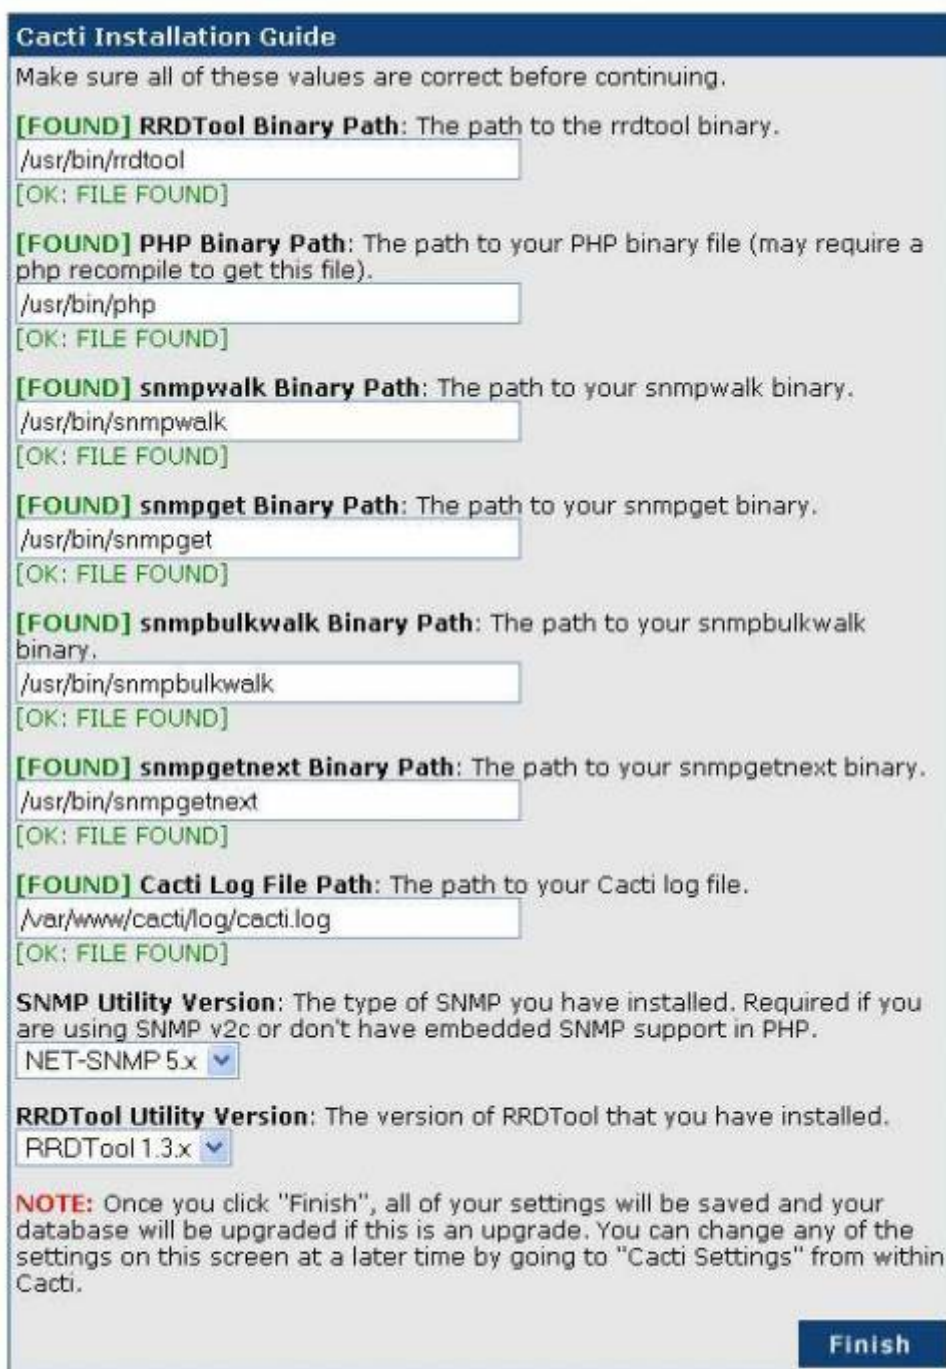 Cacti Installation Guide
Make sure all of these values are correct before continuing.
[FOUND] RRDTool Binary Path: The path to the rrdtool binary.
/usr/bin/rrdtool
[OK: FILE FOUND]
[FOUND] PHP Binary Path: The path to your PHP binary file (may require a
php recompile to get this file).
/usr/bin/php
[OK: FILE FOUND]
[FOUND] snmpwalk Binary Path: The path to your snmpwalk binary.
/usr/bin/snmpwalk
[OK: FILE FOUND]
[FOUND] snmpget Binary Path: The path to your snmpget binary.
/usr/bin/snmpget
[OK: FILE FOUND]
[FOUND] snmpbulkwalk Binary Path: The path to your snmpbulkwalk
binary.
/usr/bin/snmpbulkwalk
[OK: FILE FOUND]
[FOUND] snmpgetnext Binary Path: The path to your snmpgetnext binary.
/usr/bin/snmpgetnext
[OK: FILE FOUND]
[FOUND] Cacti Log File Path: The path to your Cacti log file.
/var/www/cacti/log/cacti.log
[OK: FILE FOUND]
SNMP Utility Version: The type of SNMP you have installed. Required if you
are using SNMP v2c or don't have embedded SNMP support in PHP.
NET-SNMP 5.x
RRDTool Utility Version: The version of RRDTool that you have installed.
RRDTool 1.3.x
NOTE: Once you click "Finish", all of your settings will be saved and your
database will be upgraded if this is an upgrade. You can change any of the
settings on this screen at a later time by going to "Cacti Settings" from within
Cacti.
Finish